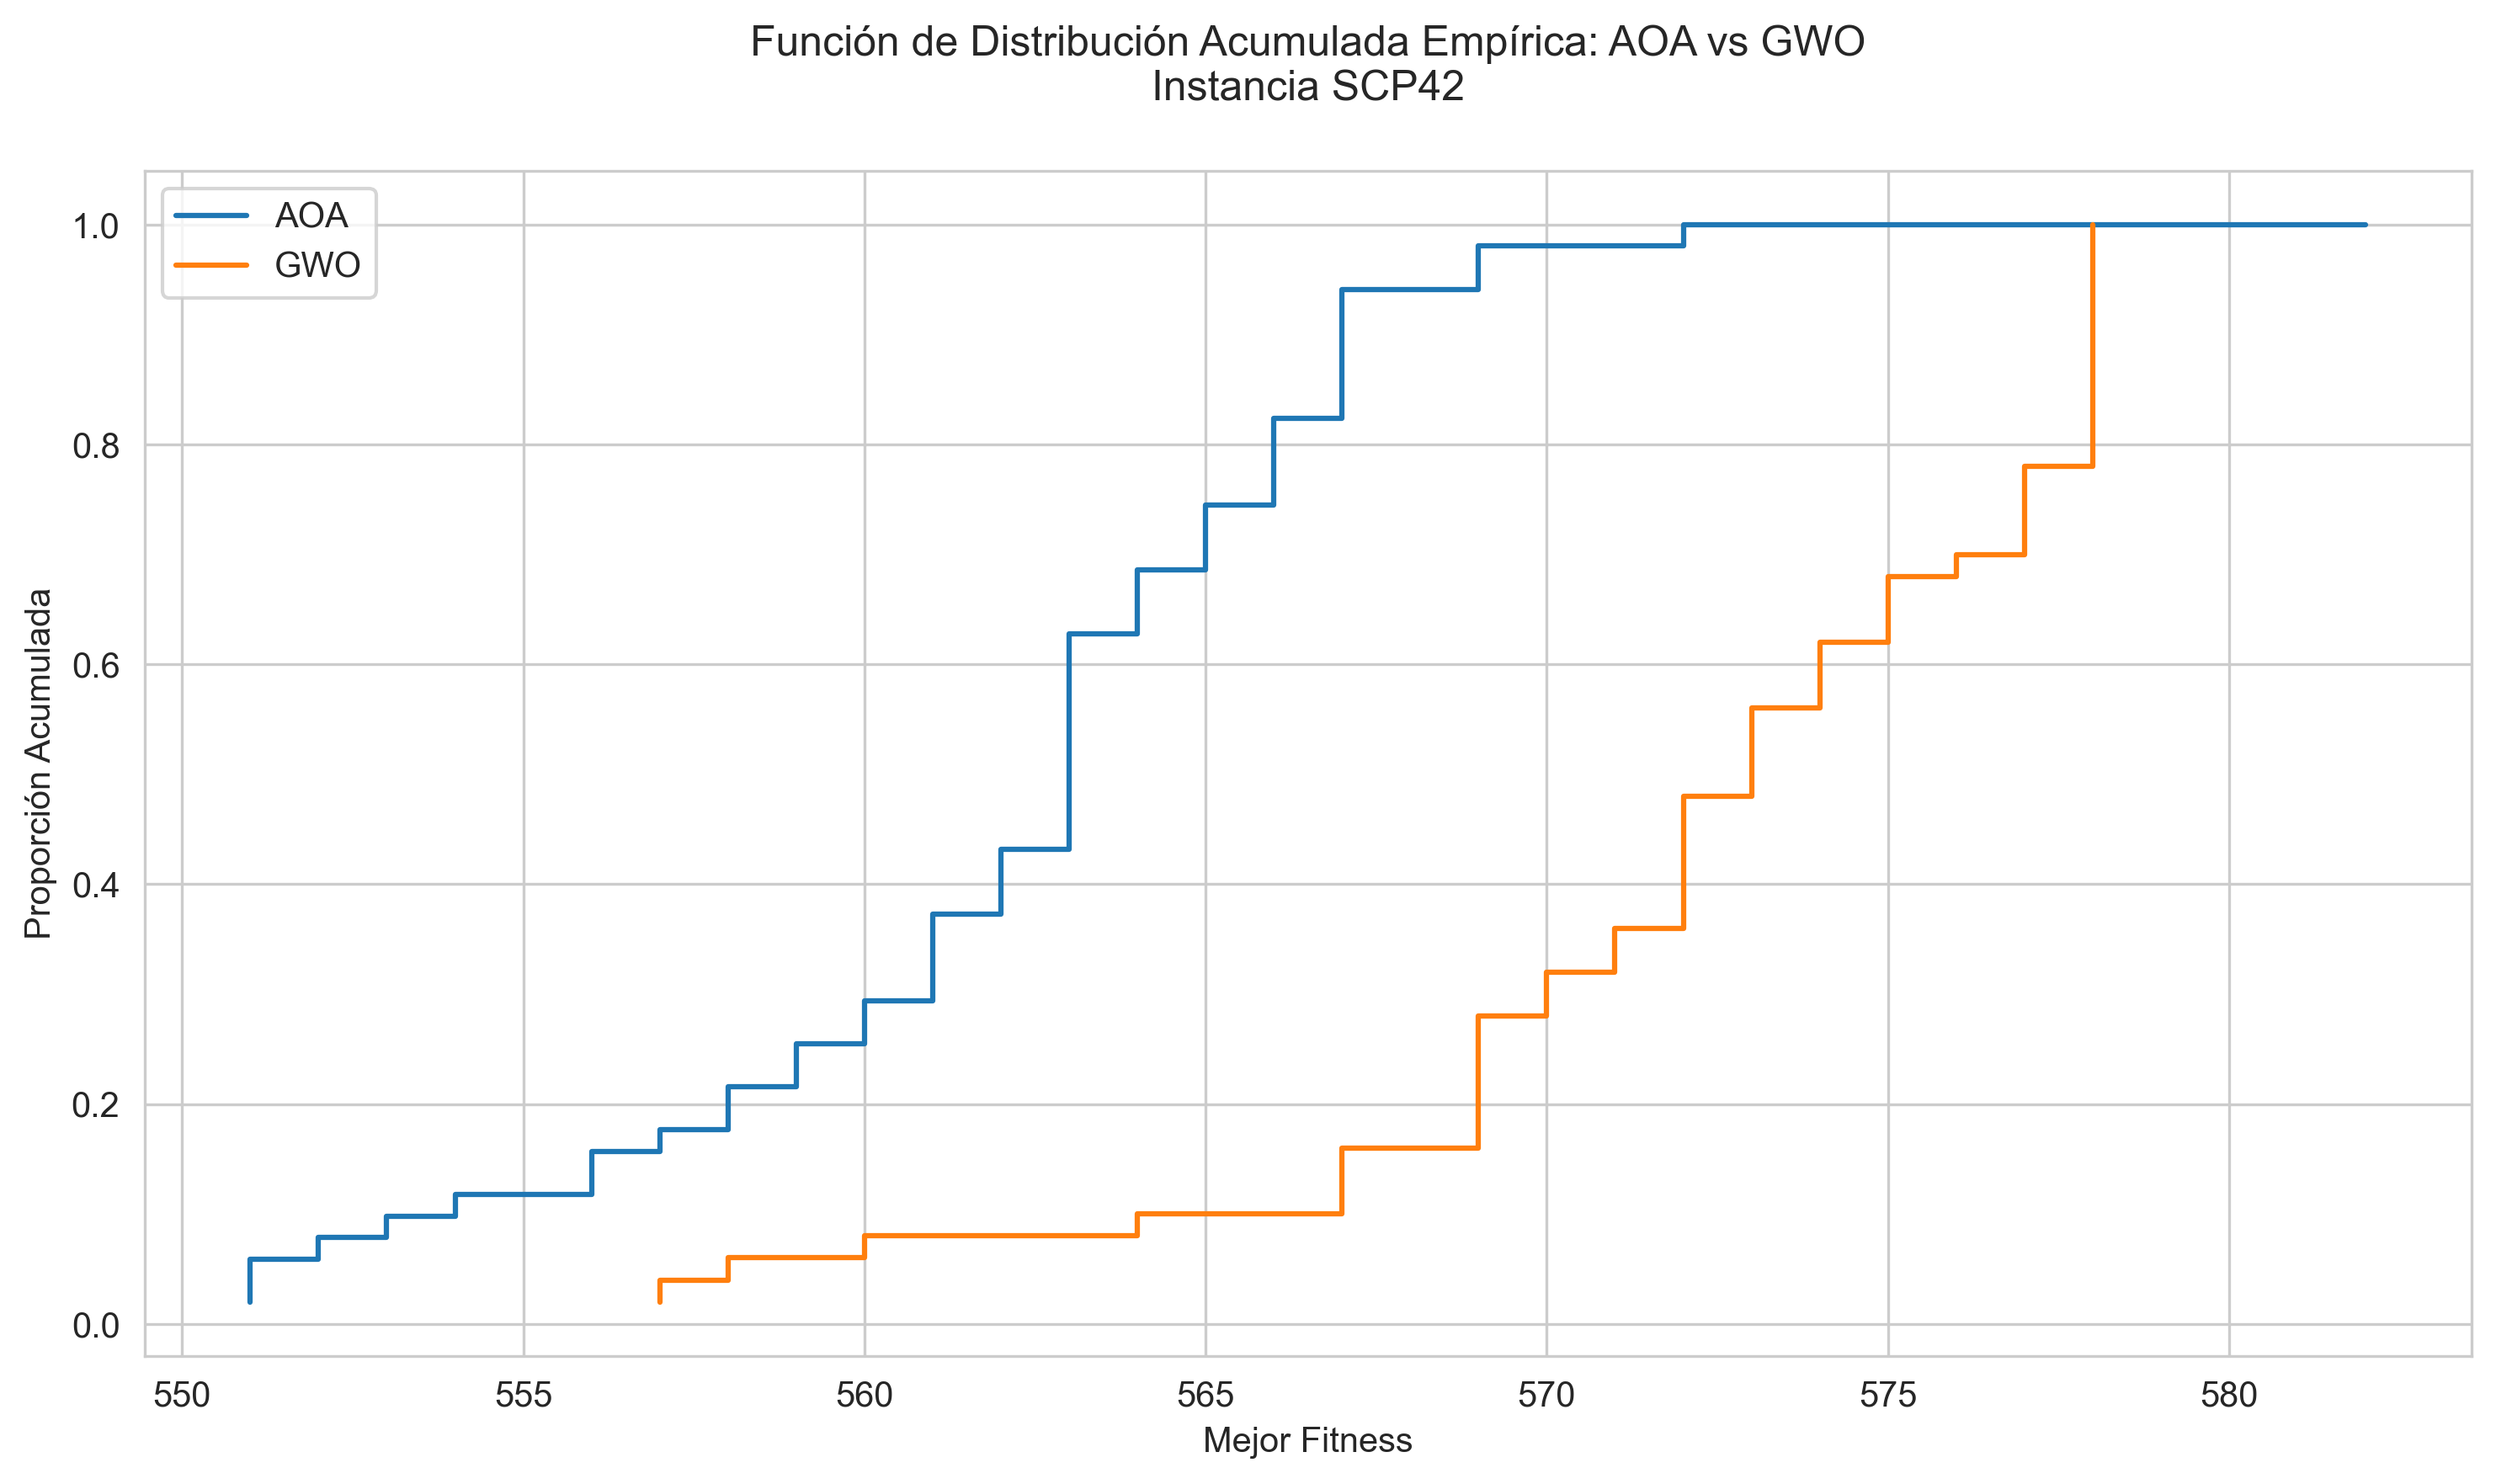 Función de Distribución Acumulada Empírica: AOA vs GWO
Instancia SCP42
AOA
GWO
1.0
0.8
0.6
0.4
0.2
0.0
Proporción Acumulada
550 555 560 565 570 575 580
Mejor Fitness